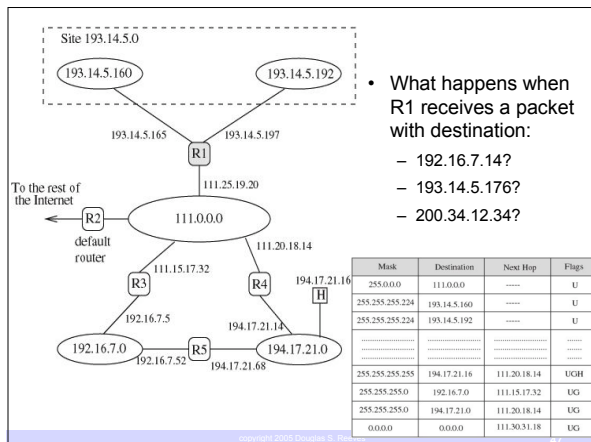 Site 193.14.5.0
193.14.5.160
193.14.5.192
193.14.5.165
193.14.5.197
R1
111.25.19.20
To the rest of
the Internet
R2
default
router
111.0.0.0
111.20.18.14
111.15.17.32
R3
R4
194.17.21.16
H
192.16.7.5
194.17.21.14
192.16.7.0
R5
194.17.21.0
192.16.7.52
194.17.21.68
• What happens when
R1 receives a packet
with destination:
– 192.16.7.14?
– 193.14.5.176?
– 200.34.12.34?
Mask Destination Next Hop Flags
255.0.0.0 111.0.0.0 ----- U
255.255.255.224 193.14.5.160 ----- U
255.255.255.224 193.14.5.192 ----- U
255.255.255.255 194.17.21.16 111.20.18.14 UGH
255.255.255.0 192.16.7.0 111.15.17.32 UG
255.255.255.0 194.17.21.0 111.20.18.14 UG
0.0.0.0 0.0.0.0 111.30.31.18 UG
copyright 2005 Douglas S.